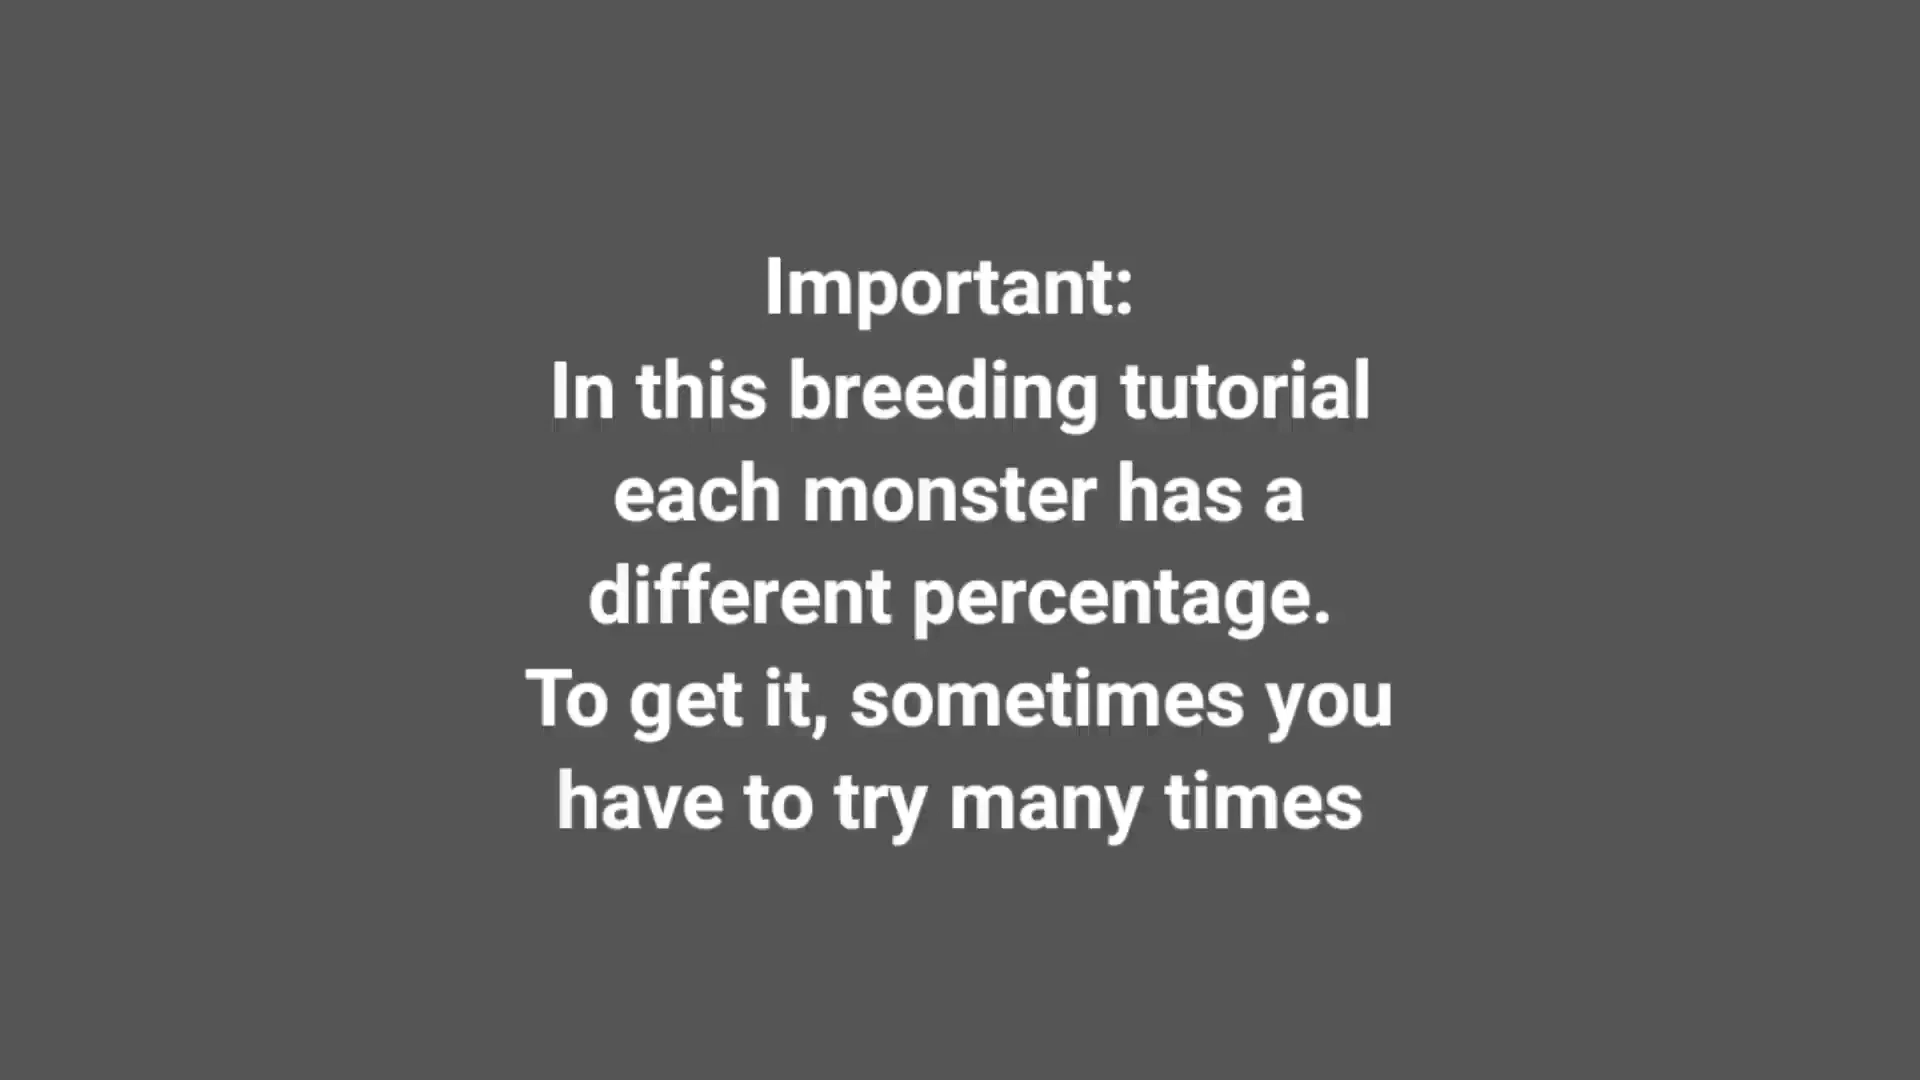 Important:
In this breeding tutorial
each monster has a
different percentage.
To get it, sometimes you
have to try many times